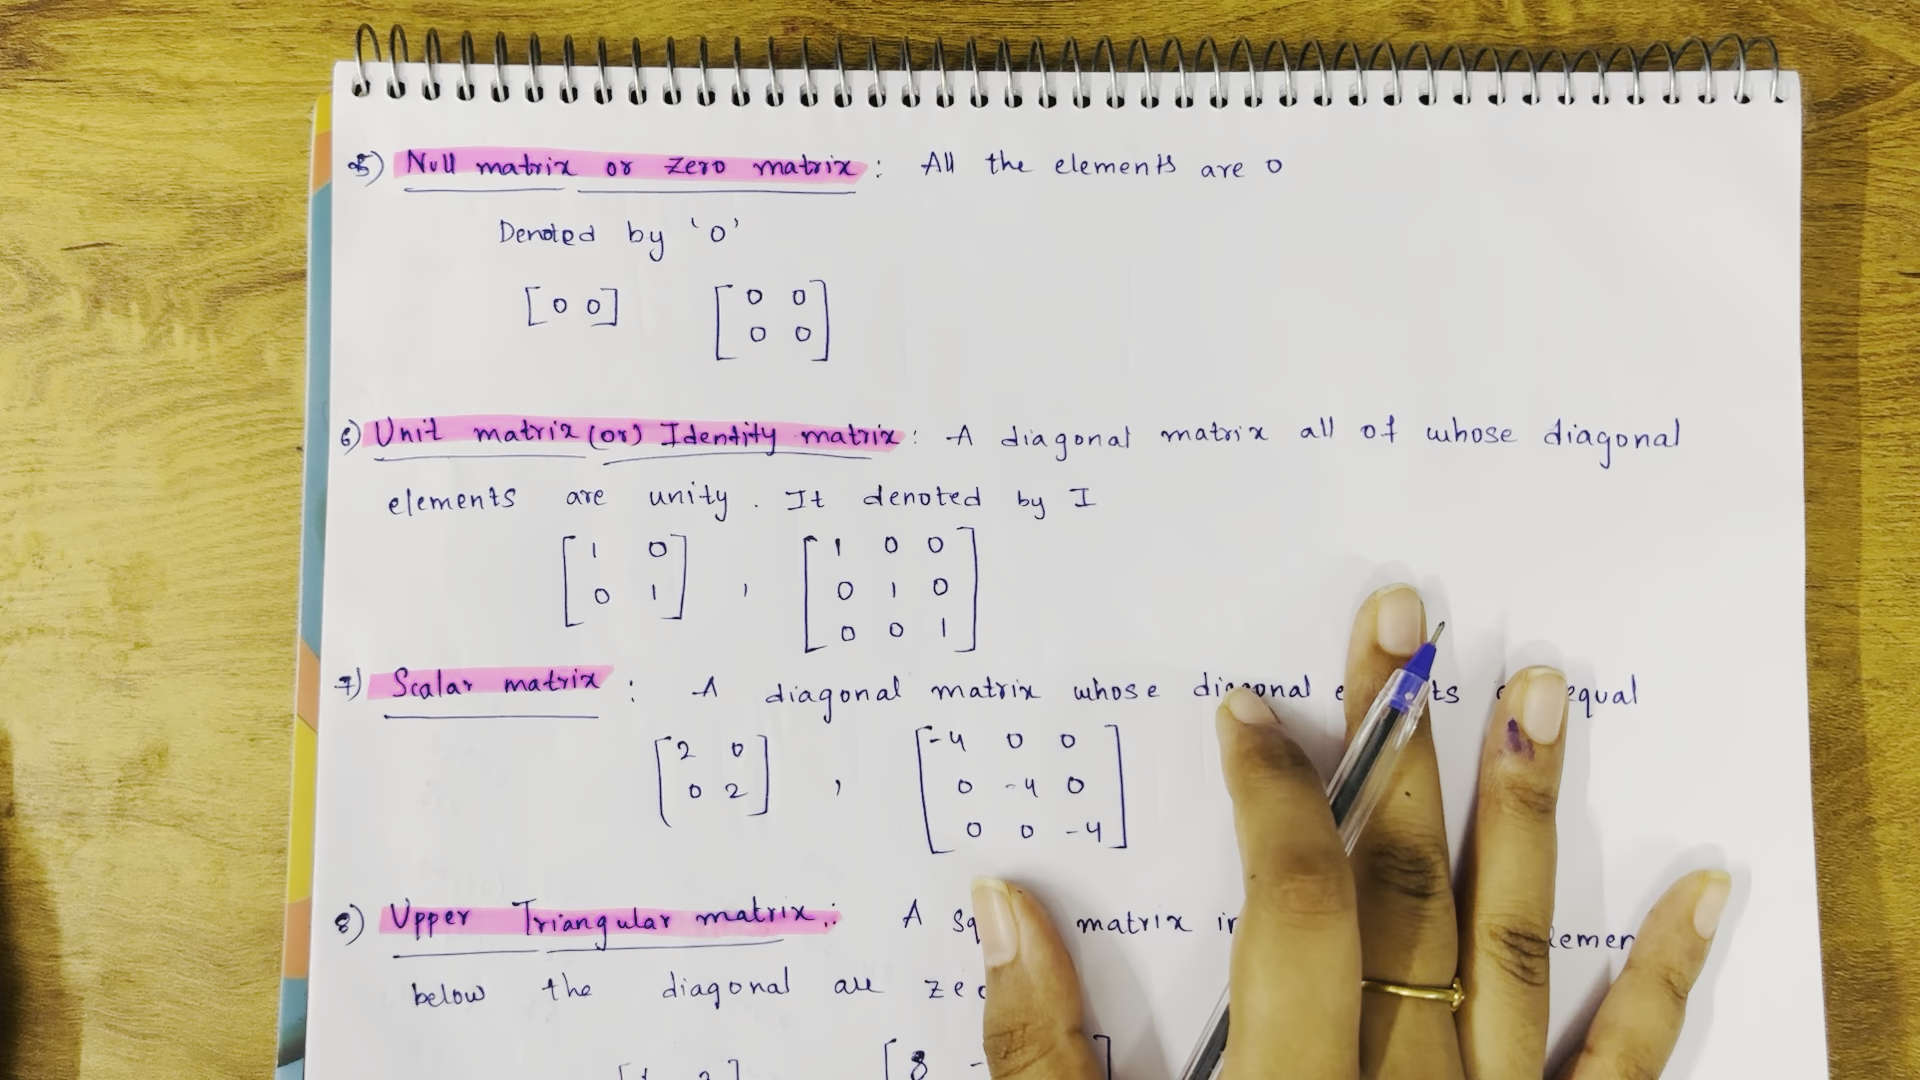 5) Null matrix or Zero matrix : All the elements are 0
Denoted by '0'
[0 0] [0 0
0 0]
6) Unit matrix (or) Identity matrix : A diagonal matrix all of whose diagonal
elements are unity. It denoted by I
[1 0
0 1] , [1 0 0
0 1 0
0 0 1]
7) Scalar matrix : A diagonal matrix whose equal
[2 0
0 2] , [-4 0 0
0 -4 0
0 0 -4]
8) Upper Triangular matrix : A matrix
below the diagonal are
[8